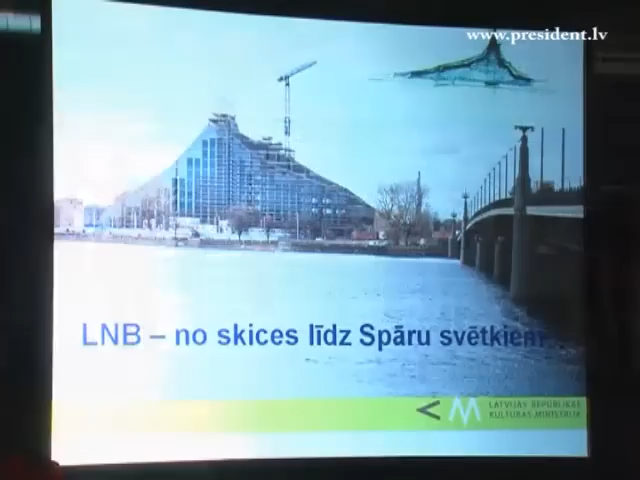 www.president.lv
LNB – no skices līdz Spāru svētkiem
LATVIJAS REPUBLIKAS
KULTŪRAS MINISTRIJA